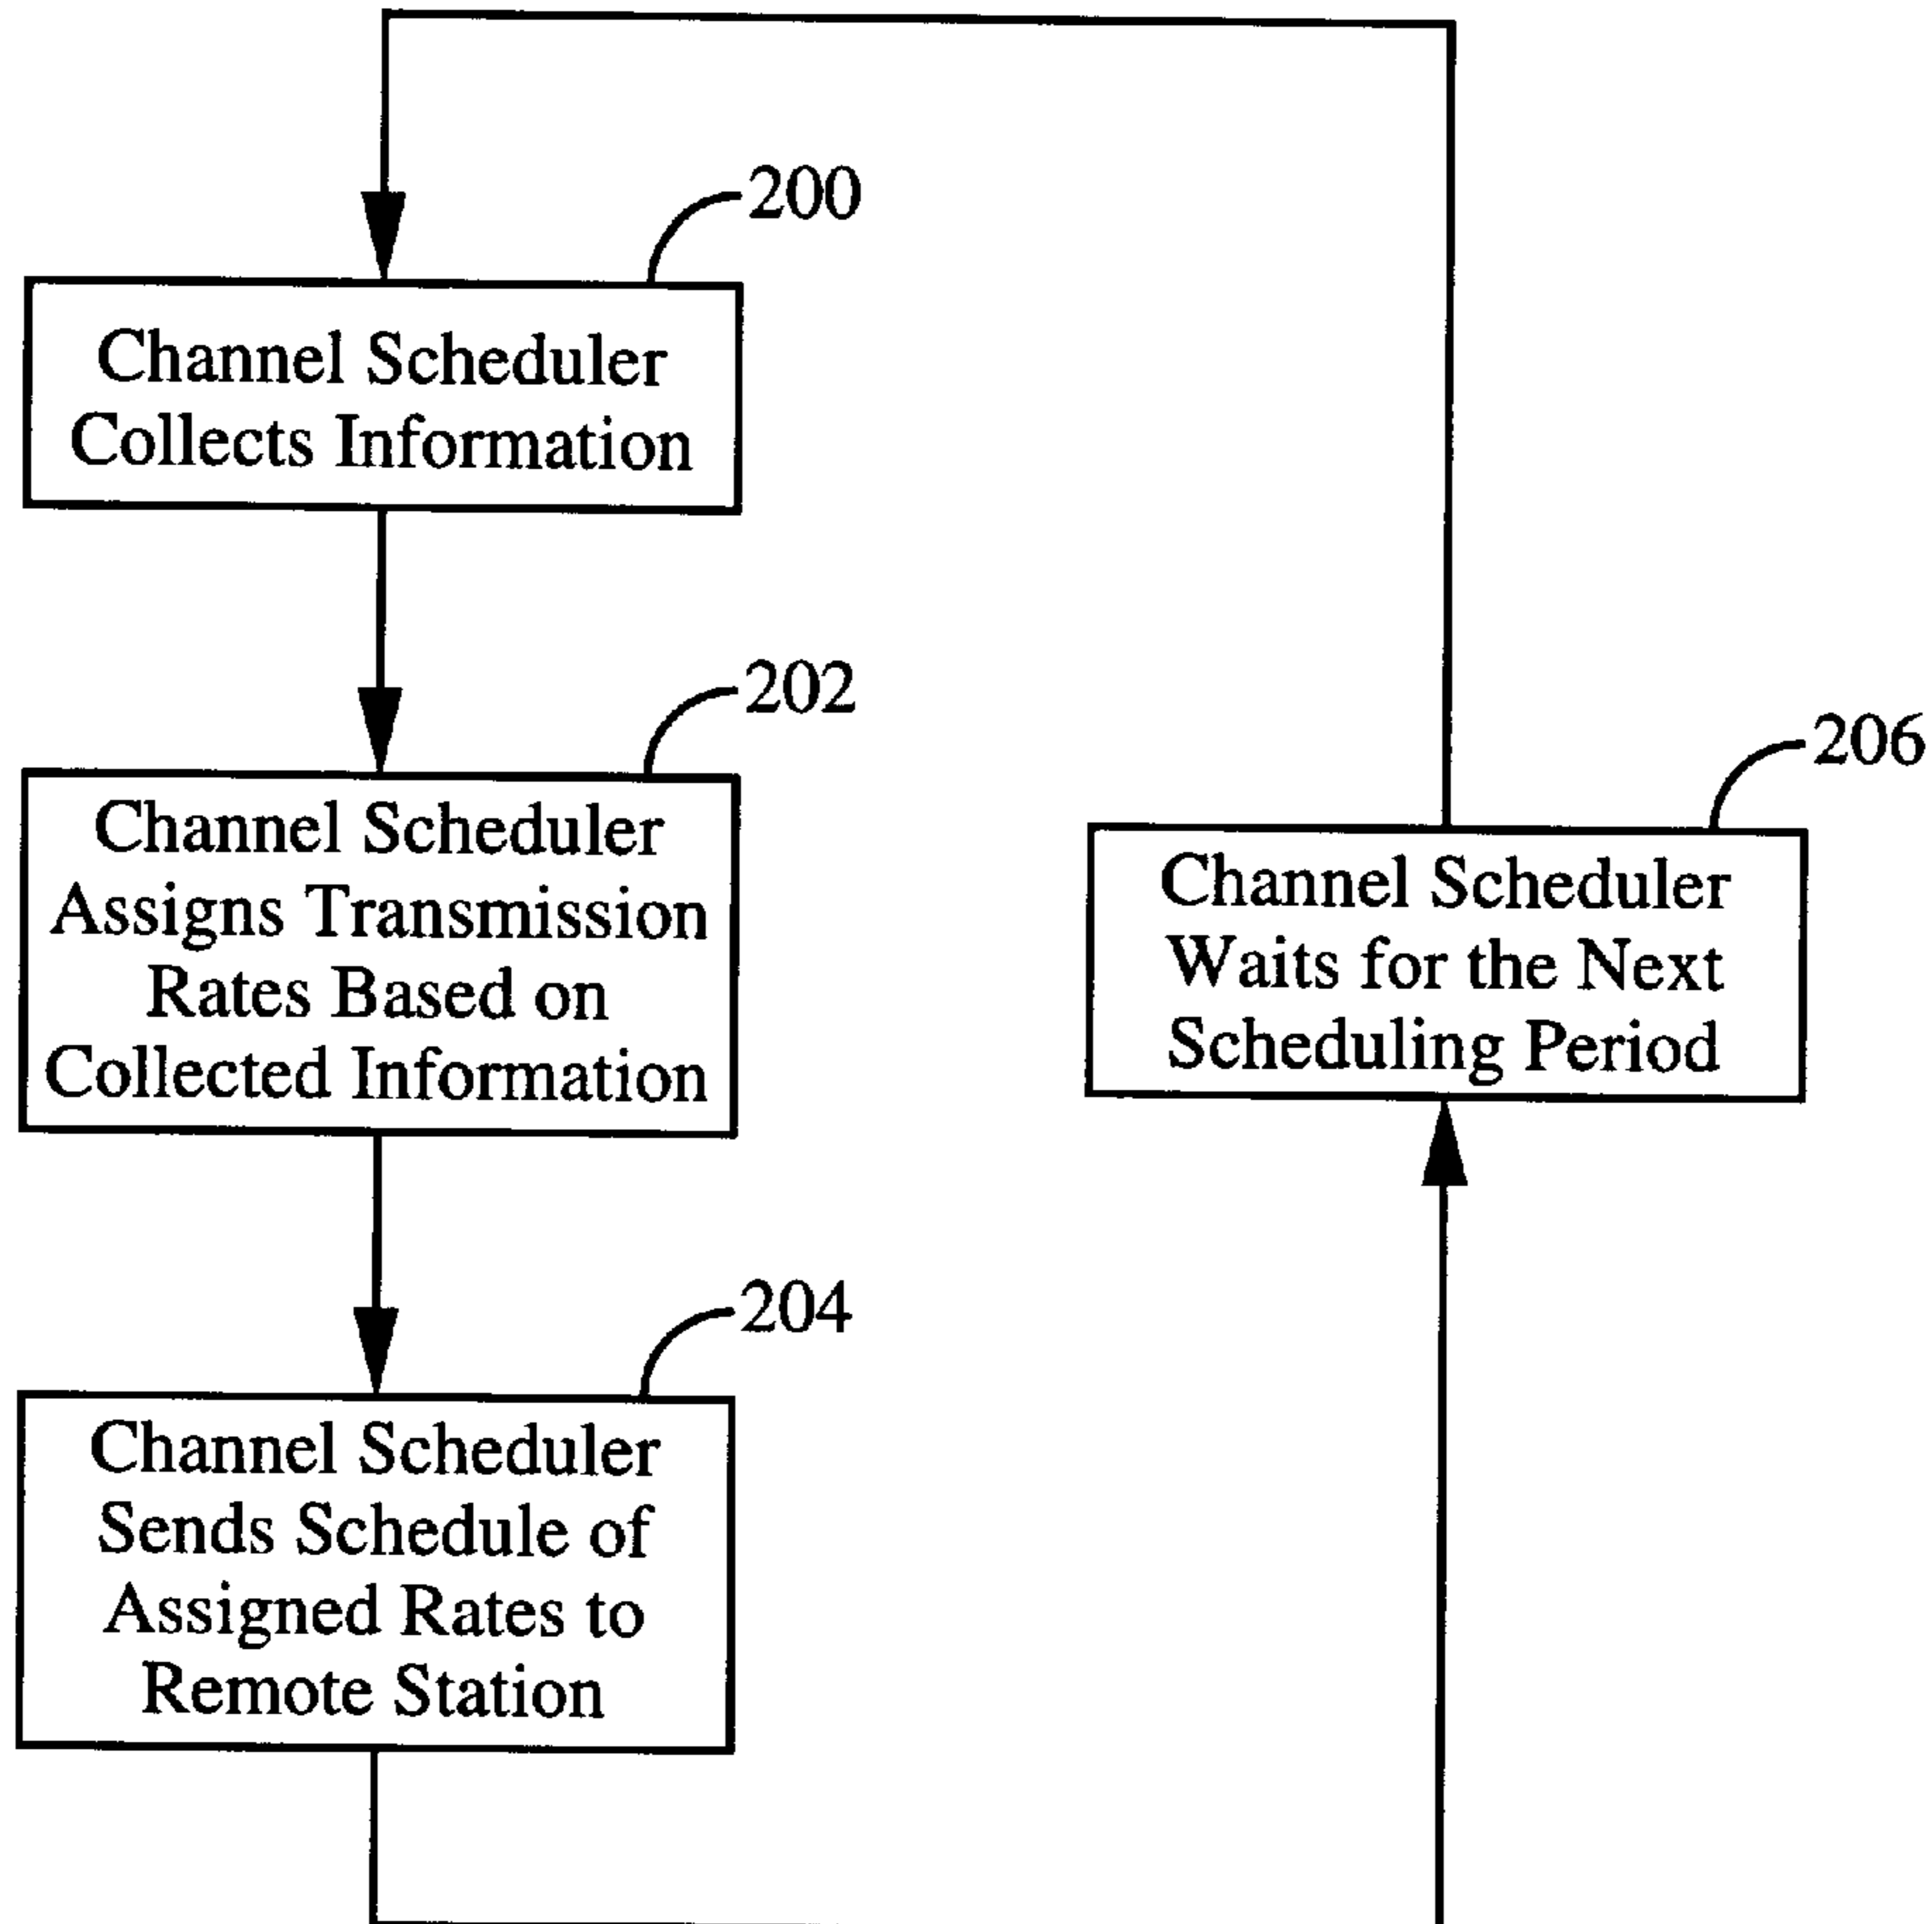 200
Channel Scheduler
Collects Information
202
Channel Scheduler
Assigns Transmission
Rates Based on
Collected Information
204
Channel Scheduler
Sends Schedule of
Assigned Rates to
Remote Station
206
Channel Scheduler
Waits for the Next
Scheduling Period